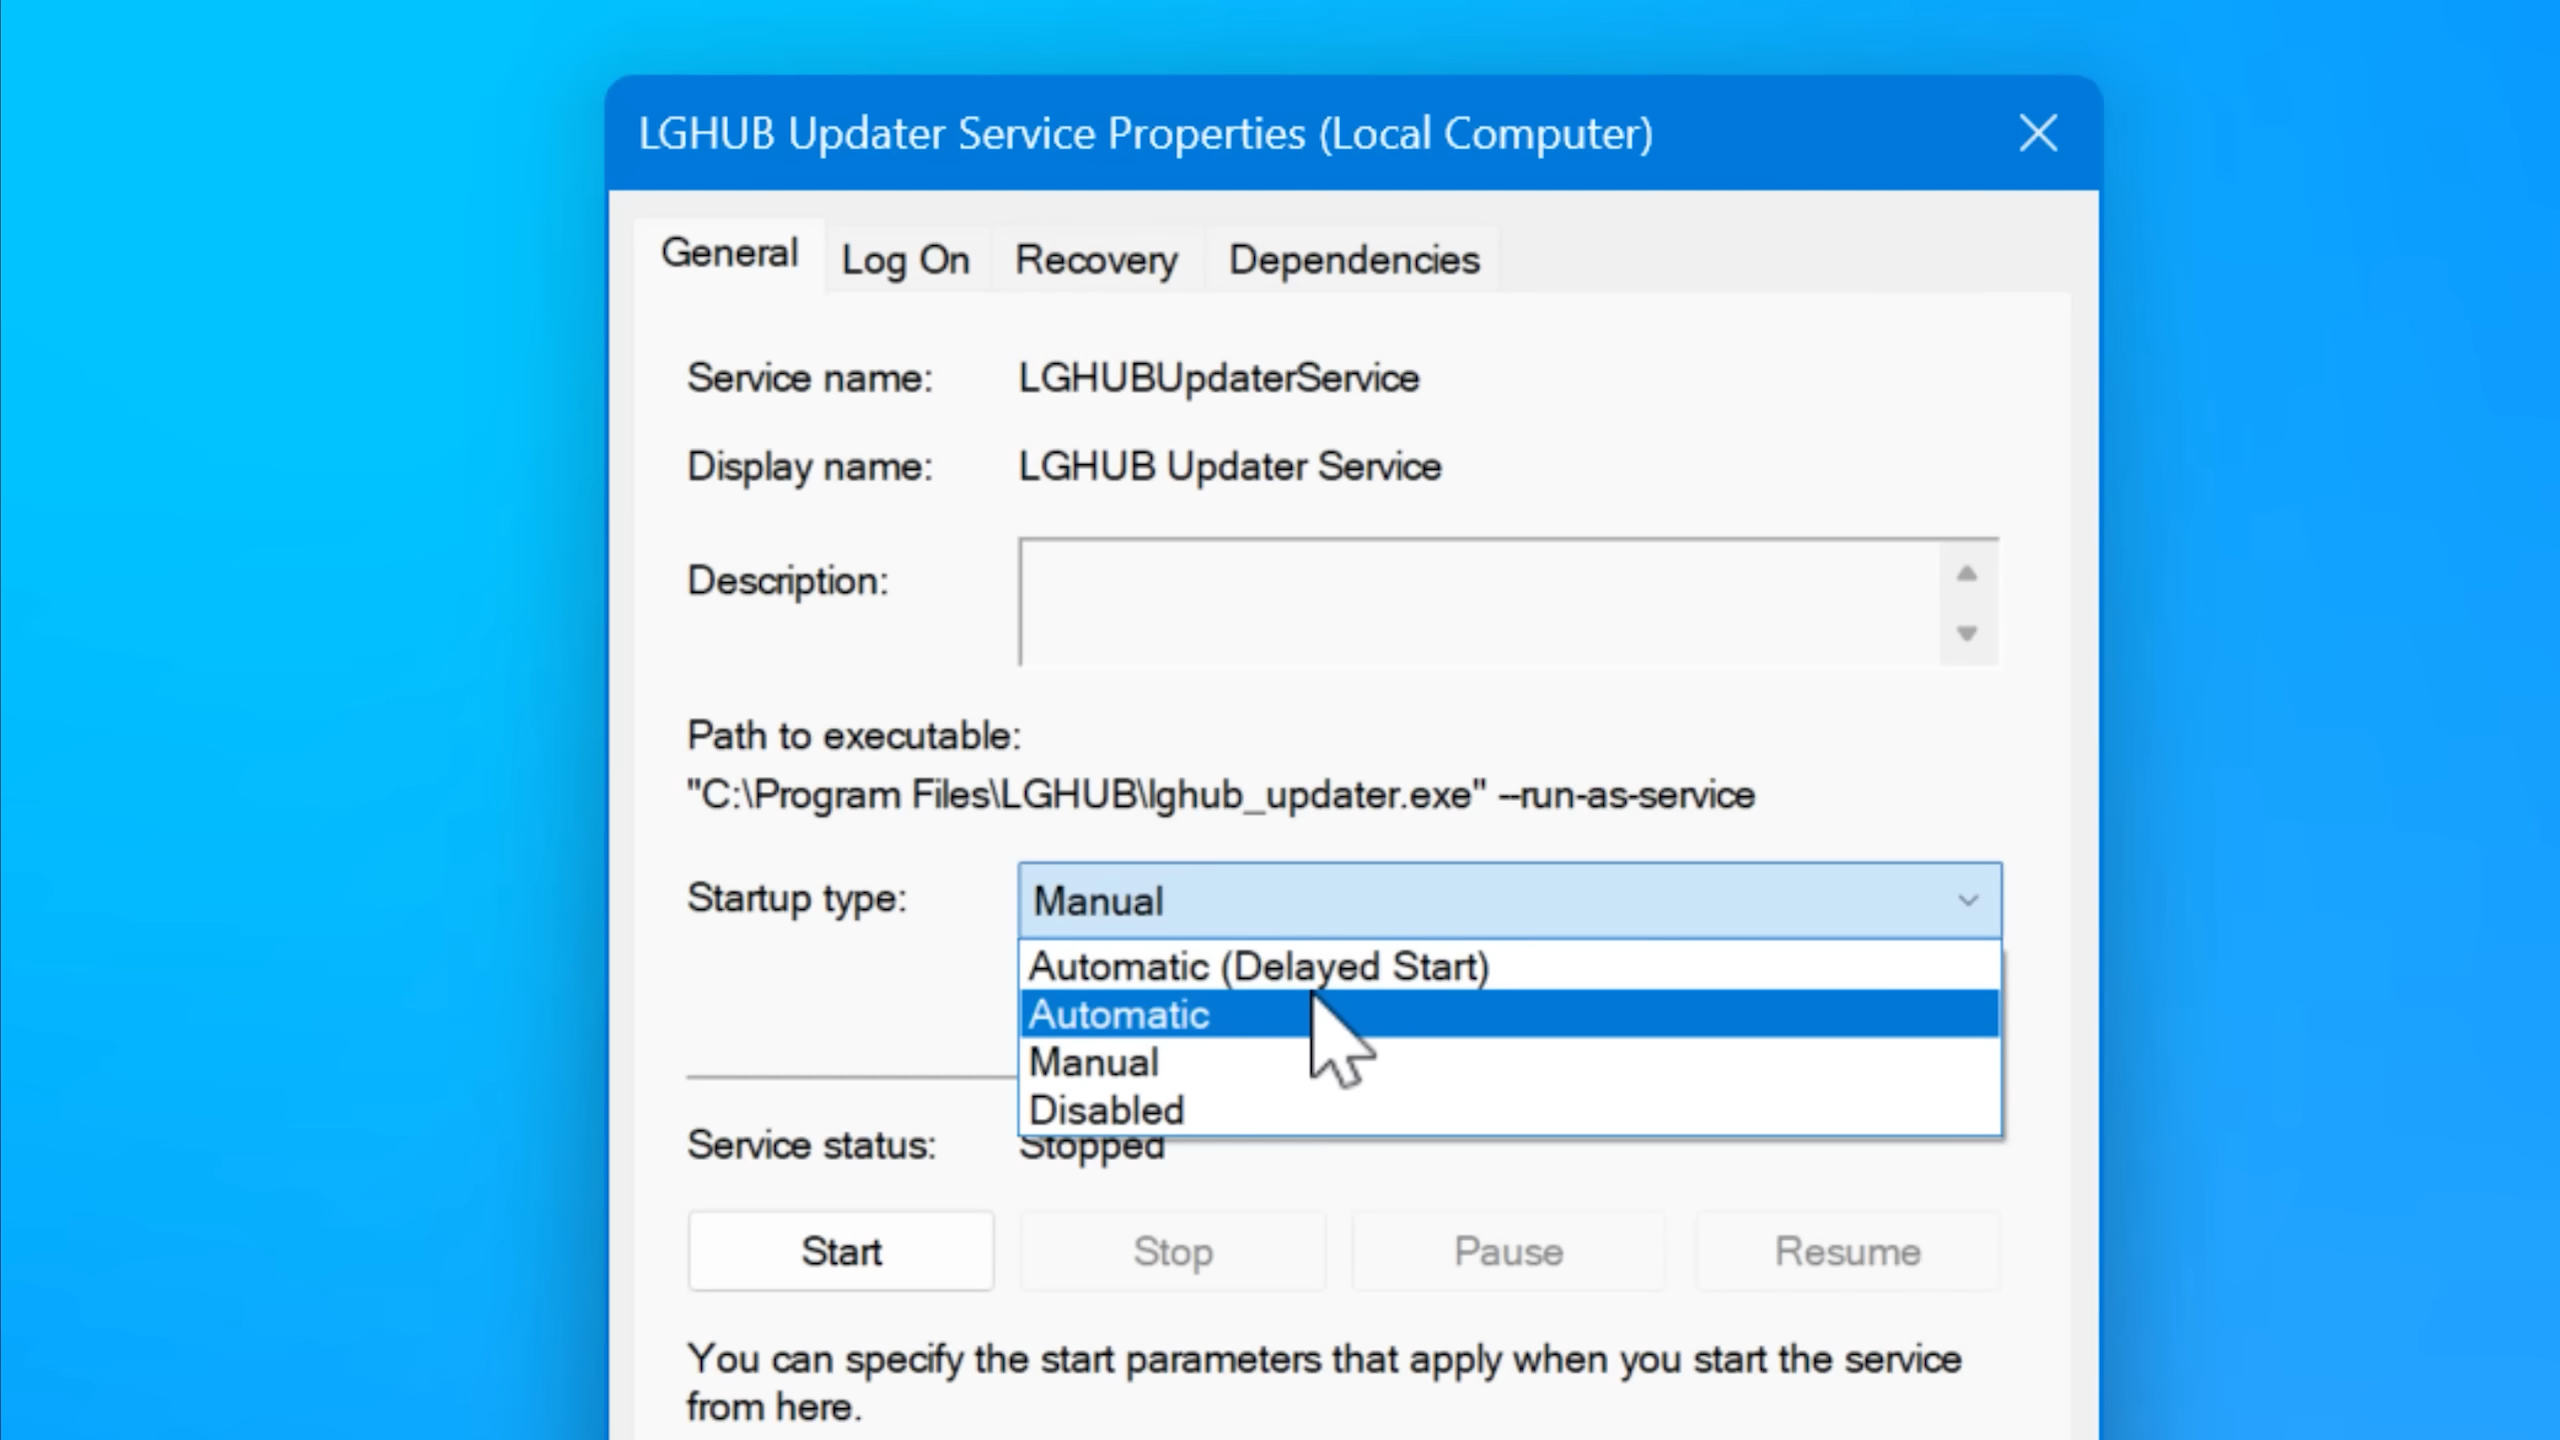 LGHUB Updater Service Properties (Local Computer)
General Log On Recovery Dependencies
Service name: LGHUBUpdaterService
Display name: LGHUB Updater Service
Description:
Path to executable:
"C:\Program Files\LGHUB\lghub_updater.exe" --run-as-service
Startup type: Manual
Automatic (Delayed Start)
Automatic
Manual
Disabled
Service status: Stopped
Start Stop Pause Resume
You can specify the start parameters that apply when you start the service
from here.